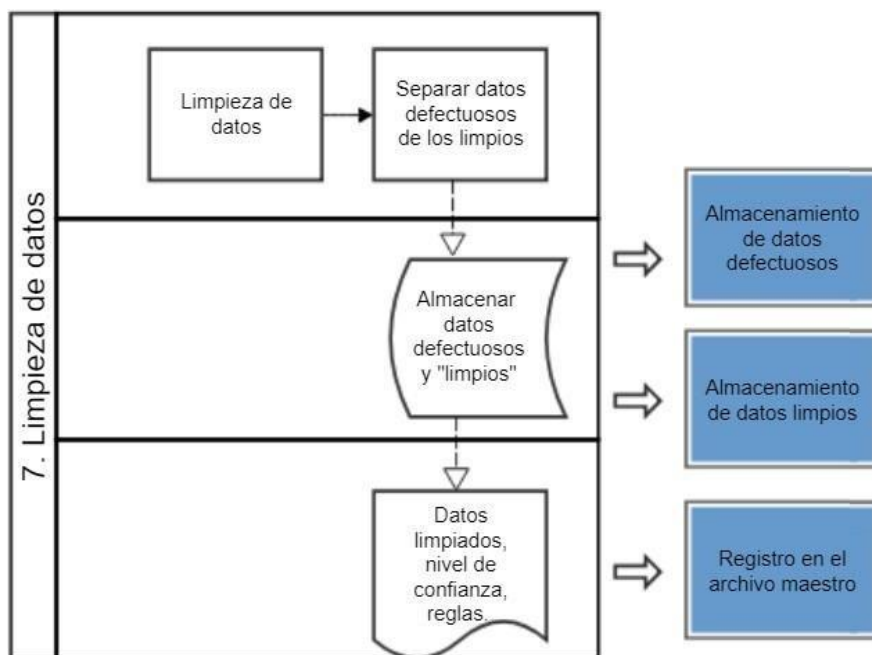 7. Limpieza de datos
Limpieza de
datos
Separar datos
defectuosos
de los limpios
Almacenar
datos
defectuosos
y "limpios"
Datos
limpiados,
nivel de
confianza,
reglas.
Almacenamiento
de datos
defectuosos
Almacenamiento
de datos limpios
Registro en el
archivo maestro